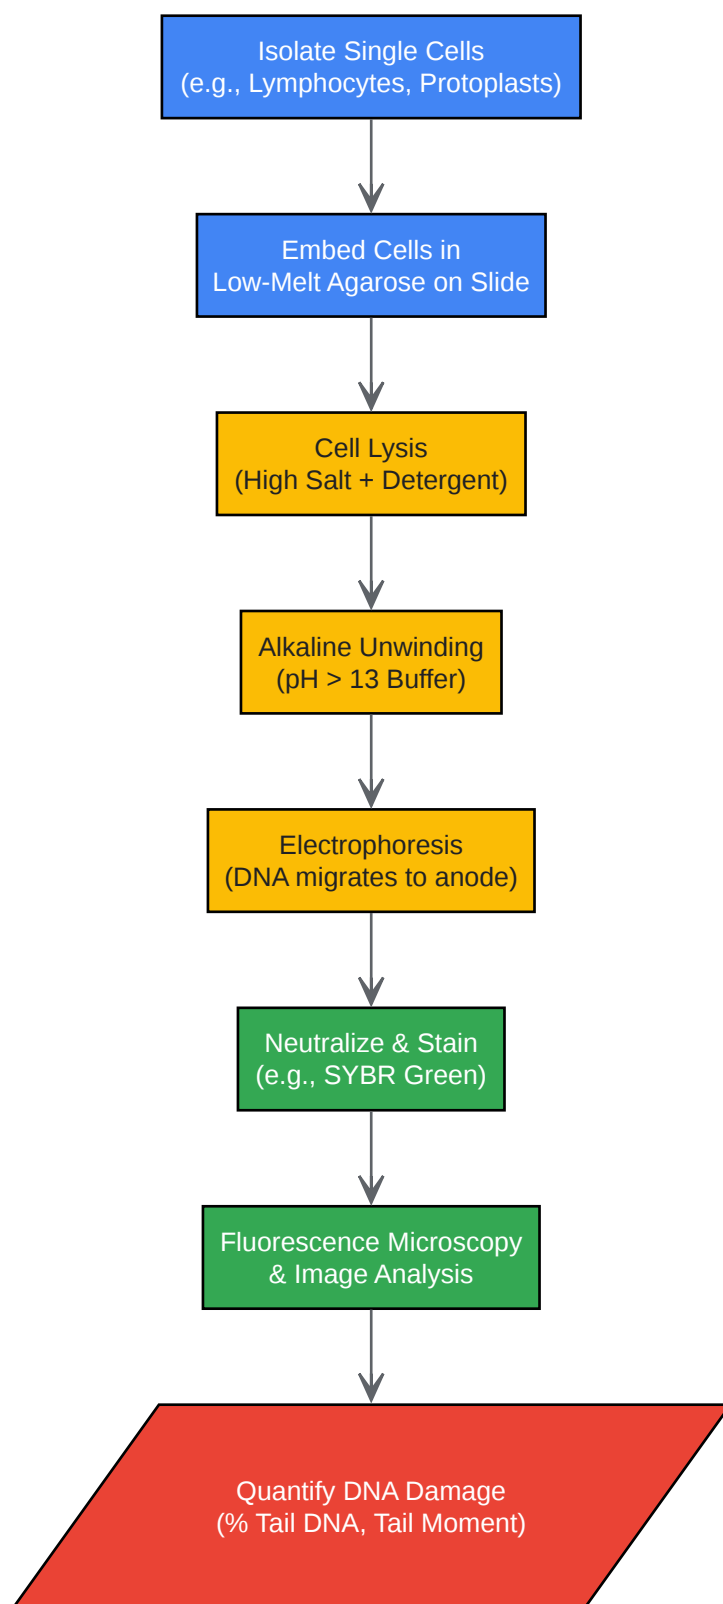 Isolate Single Cells
(e.g., Lymphocytes, Protoplasts)
Embed Cells in
Low-Melt Agarose on Slide
Cell Lysis
(High Salt + Detergent)
Alkaline Unwinding
(pH > 13 Buffer)
Electrophoresis
(DNA migrates to anode)
Neutralize & Stain
(e.g., SYBR Green)
Fluorescence Microscopy
& Image Analysis
Quantify DNA Damage
(% Tail DNA, Tail Moment)